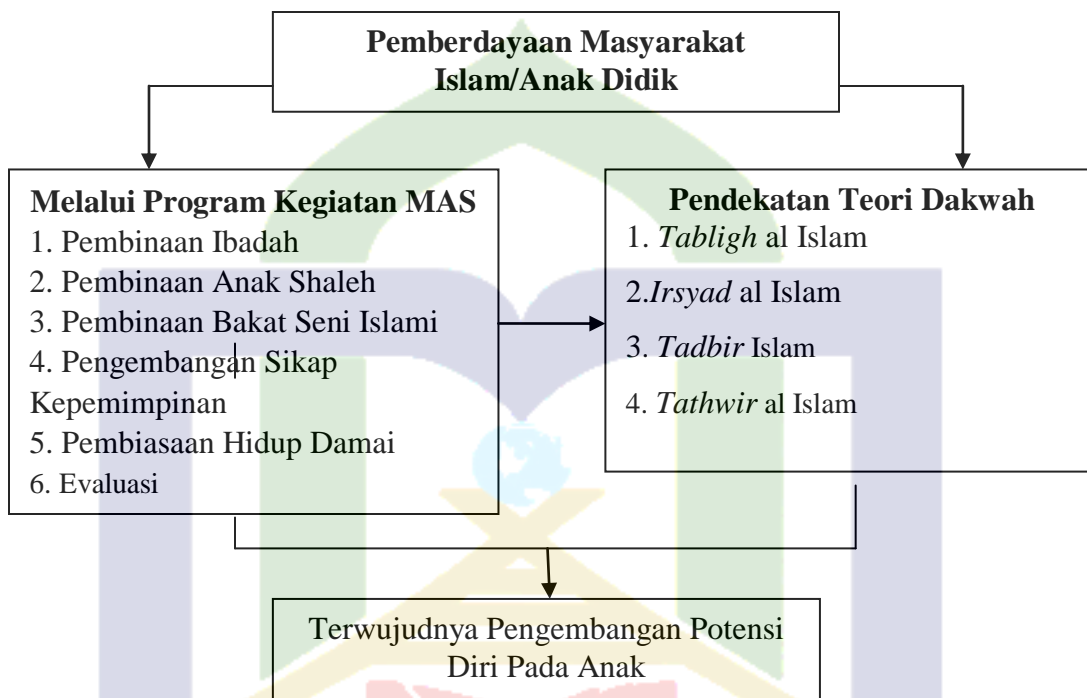 Pemberdayaan Masyarakat
Islam/Anak Didik
Melalui Program Kegiatan MAS
1. Pembinaan Ibadah
2. Pembinaan Anak Shaleh
3. Pembinaan Bakat Seni Islami
4. Pengembangan Sikap
Kepemimpinan
5. Pembiasaan Hidup Damai
6. Evaluasi
Pendekatan Teori Dakwah
1. Tabligh al Islam
2.Irsyad al Islam
3. Tadbir Islam
4. Tathwir al Islam
Terwujudnya Pengembangan Potensi
Diri Pada Anak